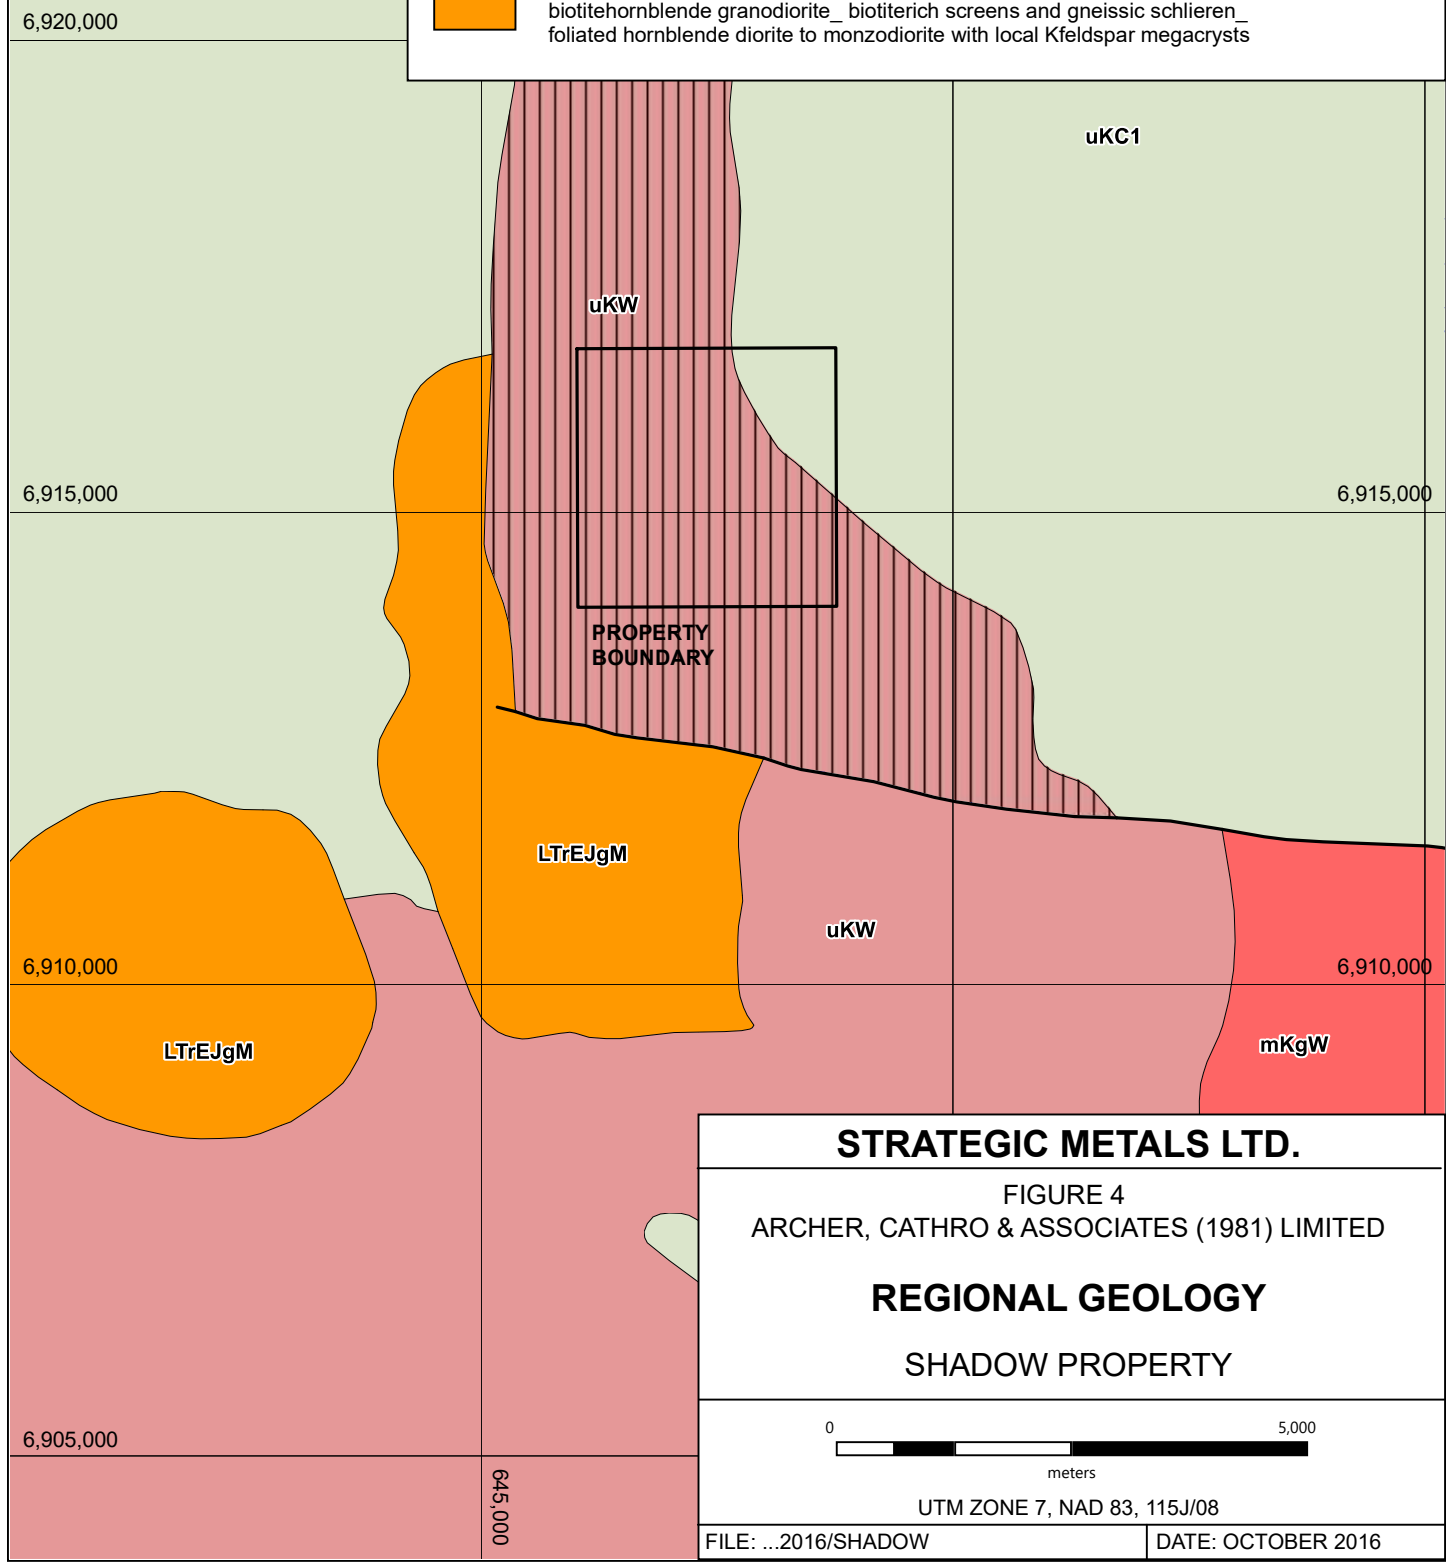 biotitehornblende granodiorite_ biotiterich screens and gneissic schlieren_
foliated hornblende diorite to monzodiorite with local Kfeldspar megacrysts
6,920,000
uKC1
uKW
6,915,000
6,915,000
PROPERTY
BOUNDARY
LTrEJgM
uKW
6,910,000
6,910,000
LTrEJgM
mKgW
STRATEGIC METALS LTD.
FIGURE 4
ARCHER, CATHRO & ASSOCIATES (1981) LIMITED
REGIONAL GEOLOGY
SHADOW PROPERTY
6,905,000
645,000
0 5,000
meters
UTM ZONE 7, NAD 83, 115J/08
FILE: ...2016/SHADOW
DATE: OCTOBER 2016